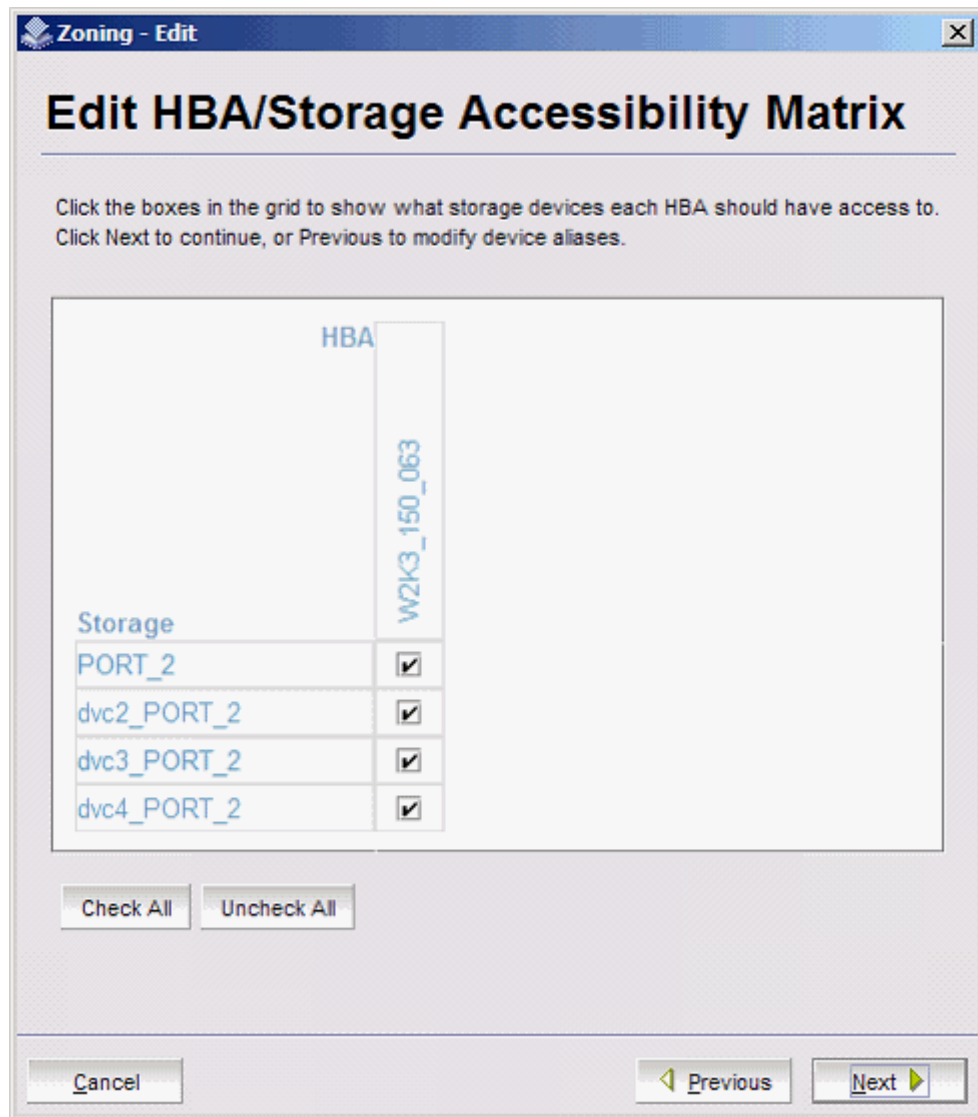 Zoning - Edit
Edit HBA/Storage Accessibility Matrix
Click the boxes in the grid to show what storage devices each HBA should have access to.
Click Next to continue, or Previous to modify device aliases.
HBA
W2K3_150_063
Storage
PORT_2
dvc2_PORT_2
dvc3_PORT_2
dvc4_PORT_2
Check All
Uncheck All
Cancel
Previous
Next